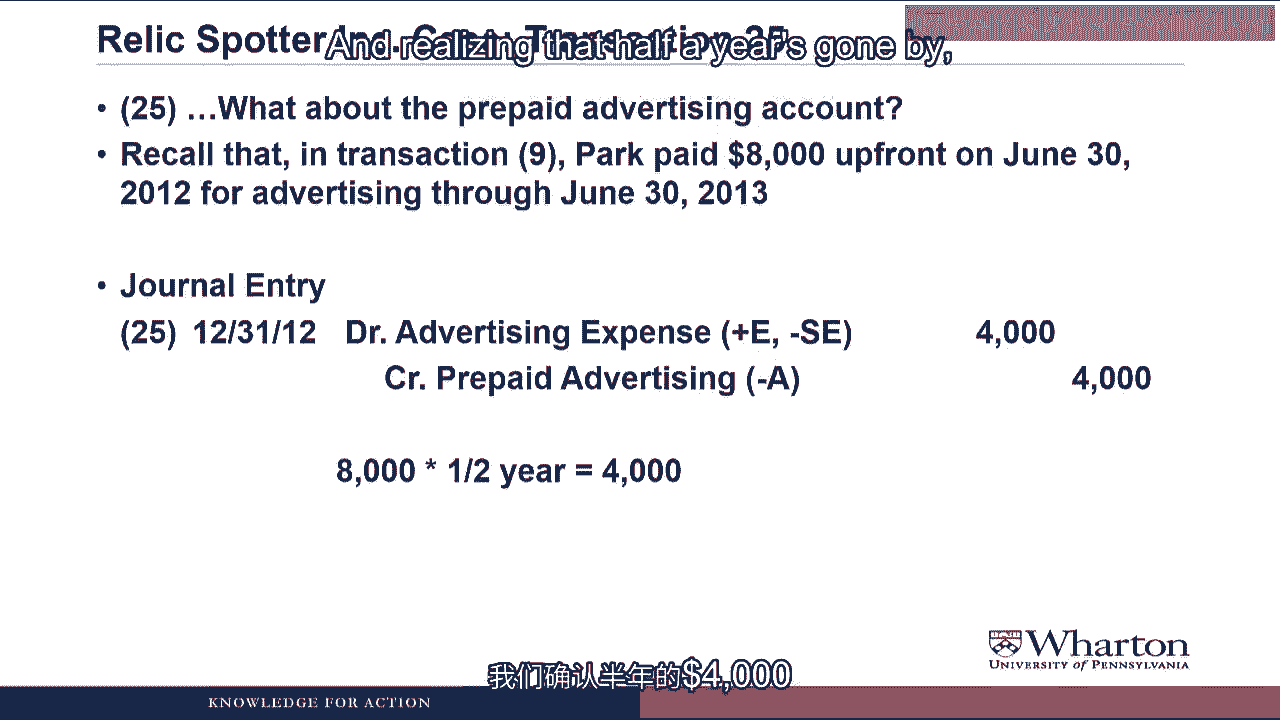 Relic Spotter Inc. Case: Transaction 25
And realizing that half a year's gone by,
• (25) …What about the prepaid advertising account?
• Recall that, in transaction (9), Park paid $8,000 upfront on June 30,
2012 for advertising through June 30, 2013
• Journal Entry
(25) 12/31/12 Dr. Advertising Expense (+E, -SE) 4,000
Cr. Prepaid Advertising (-A) 4,000
8,000 * 1/2 year = 4,000
Wharton
UNIVERSITY of PENNSYLVANIA
我们确认半年的$4,000
KNOWLEDGE FOR ACTION